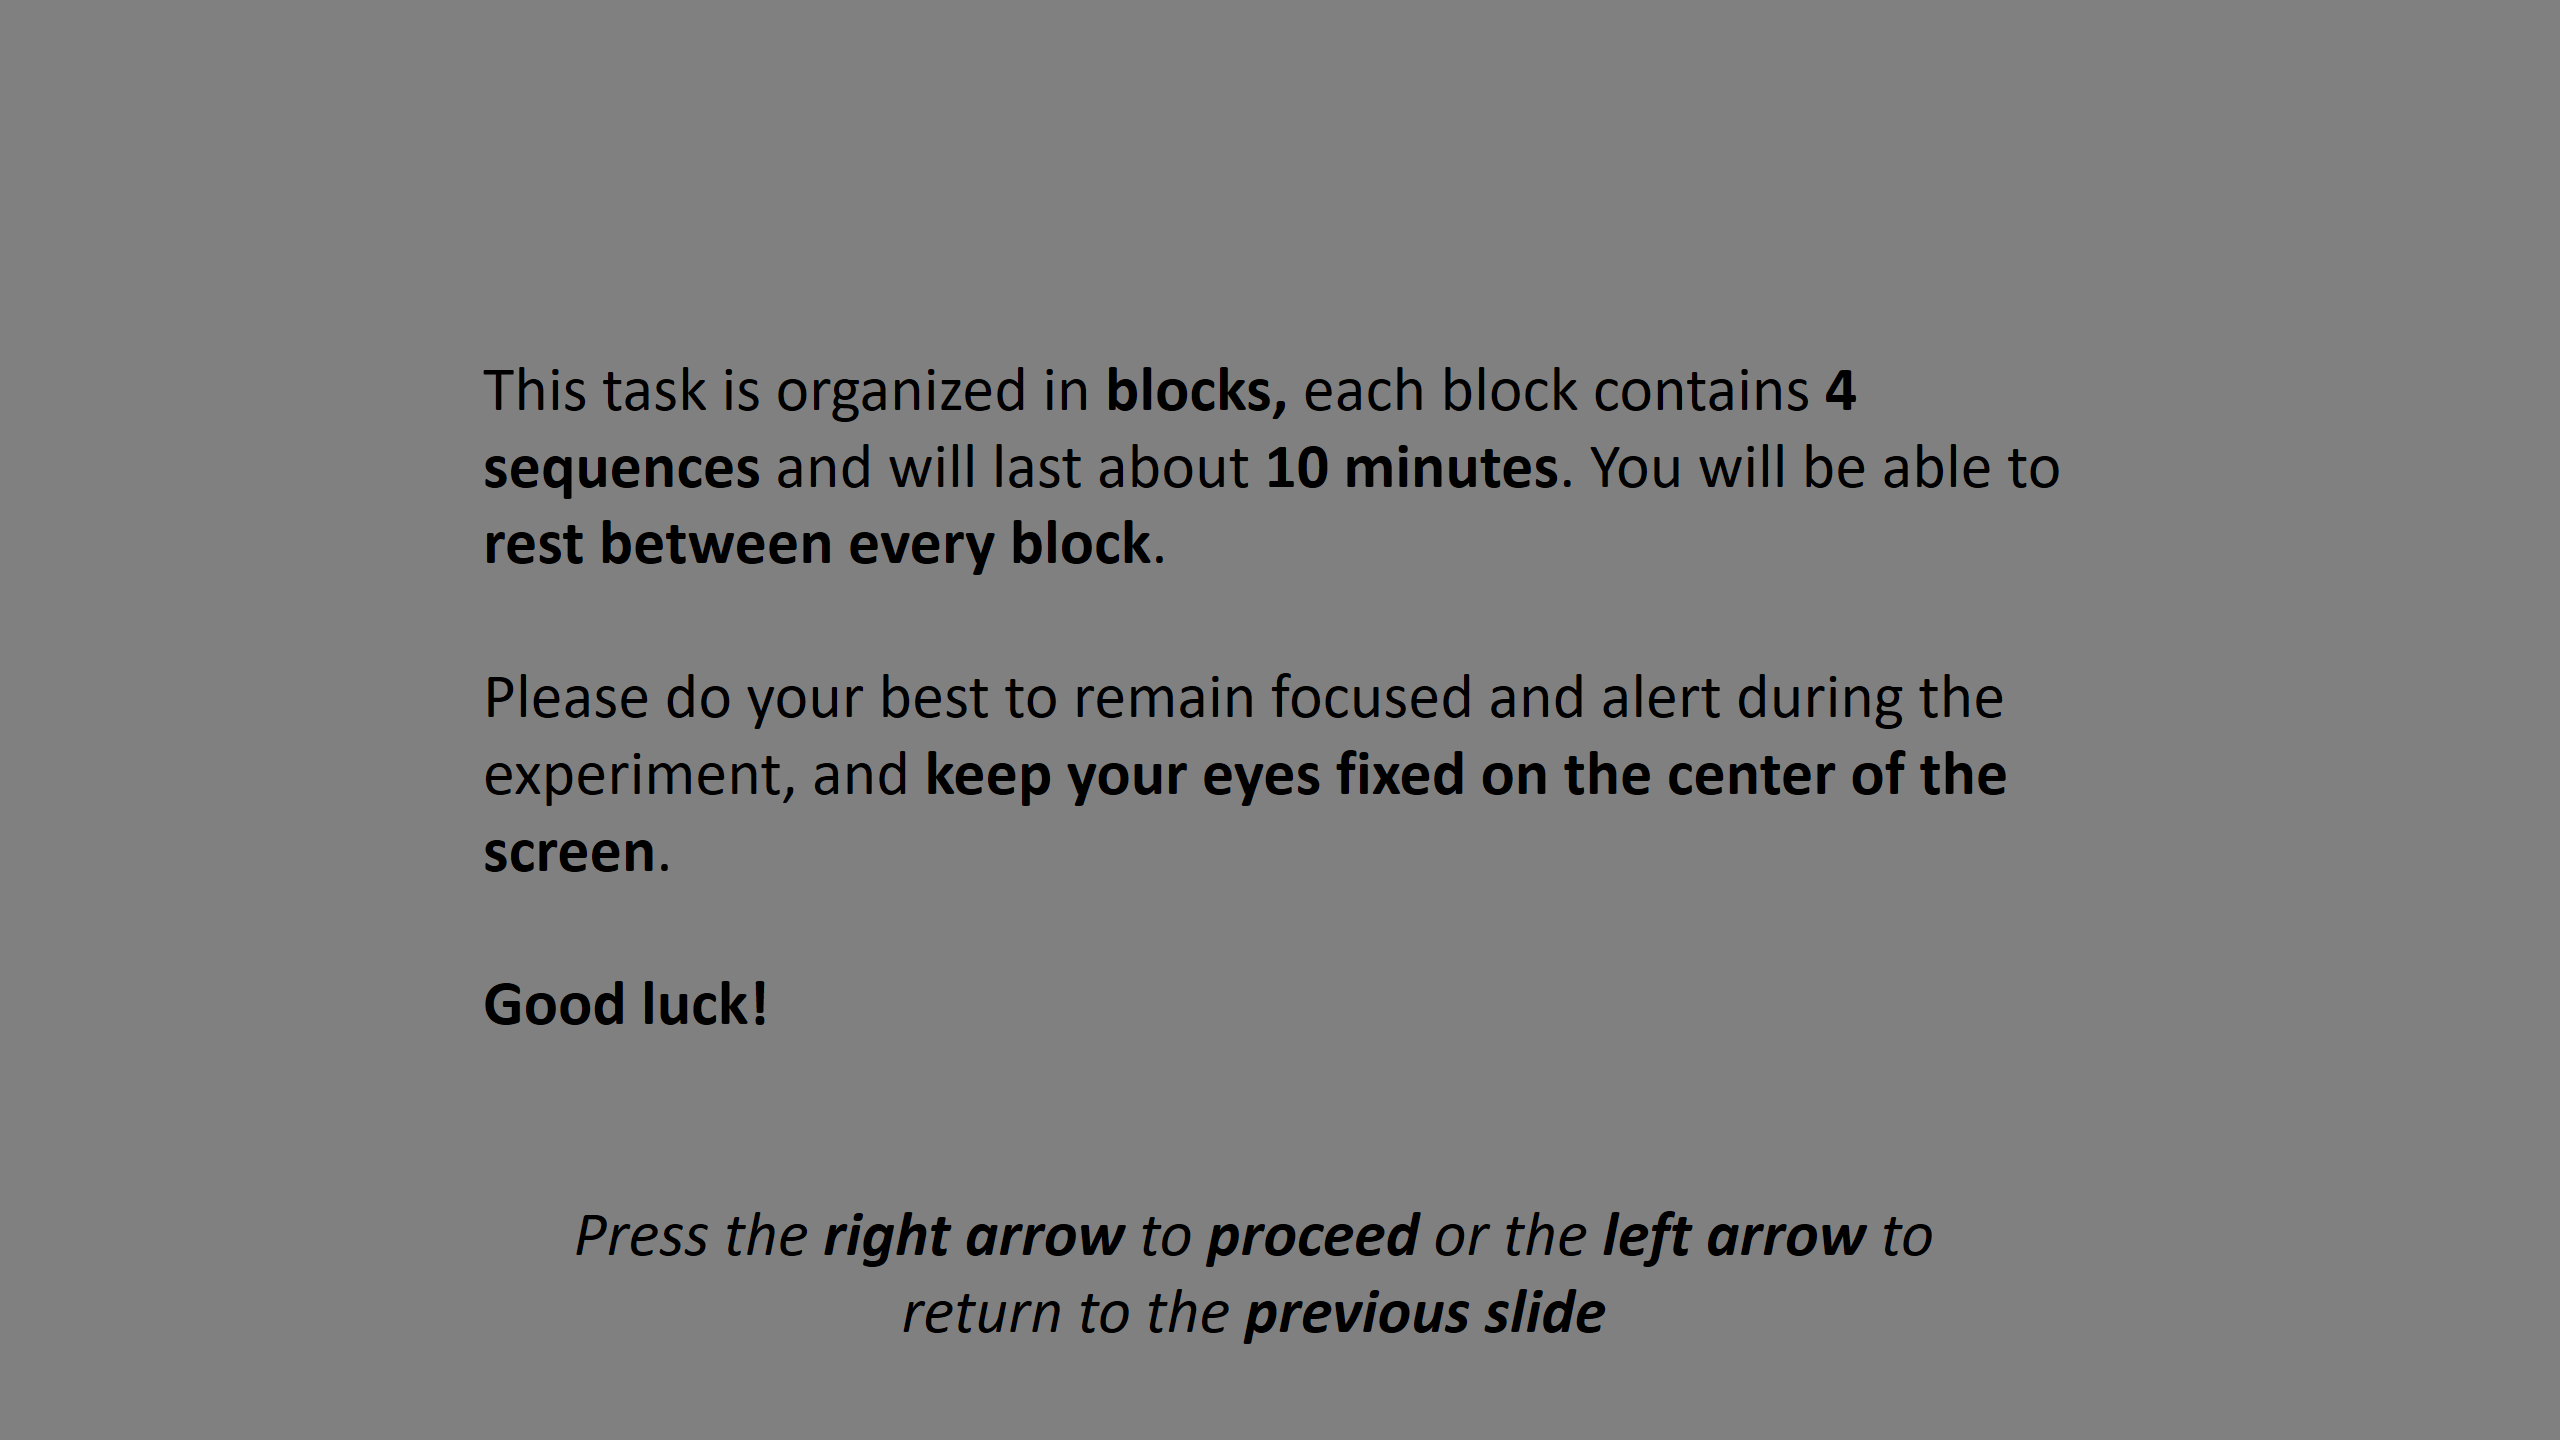 This task is organized in blocks, each block contains 4
sequences and will last about 10 minutes. You will be able to
rest between every block.
Please do your best to remain focused and alert during the
experiment, and keep your eyes fixed on the center of the
screen.
Good luck!
Press the right arrow to proceed or the left arrow to
return to the previous slide